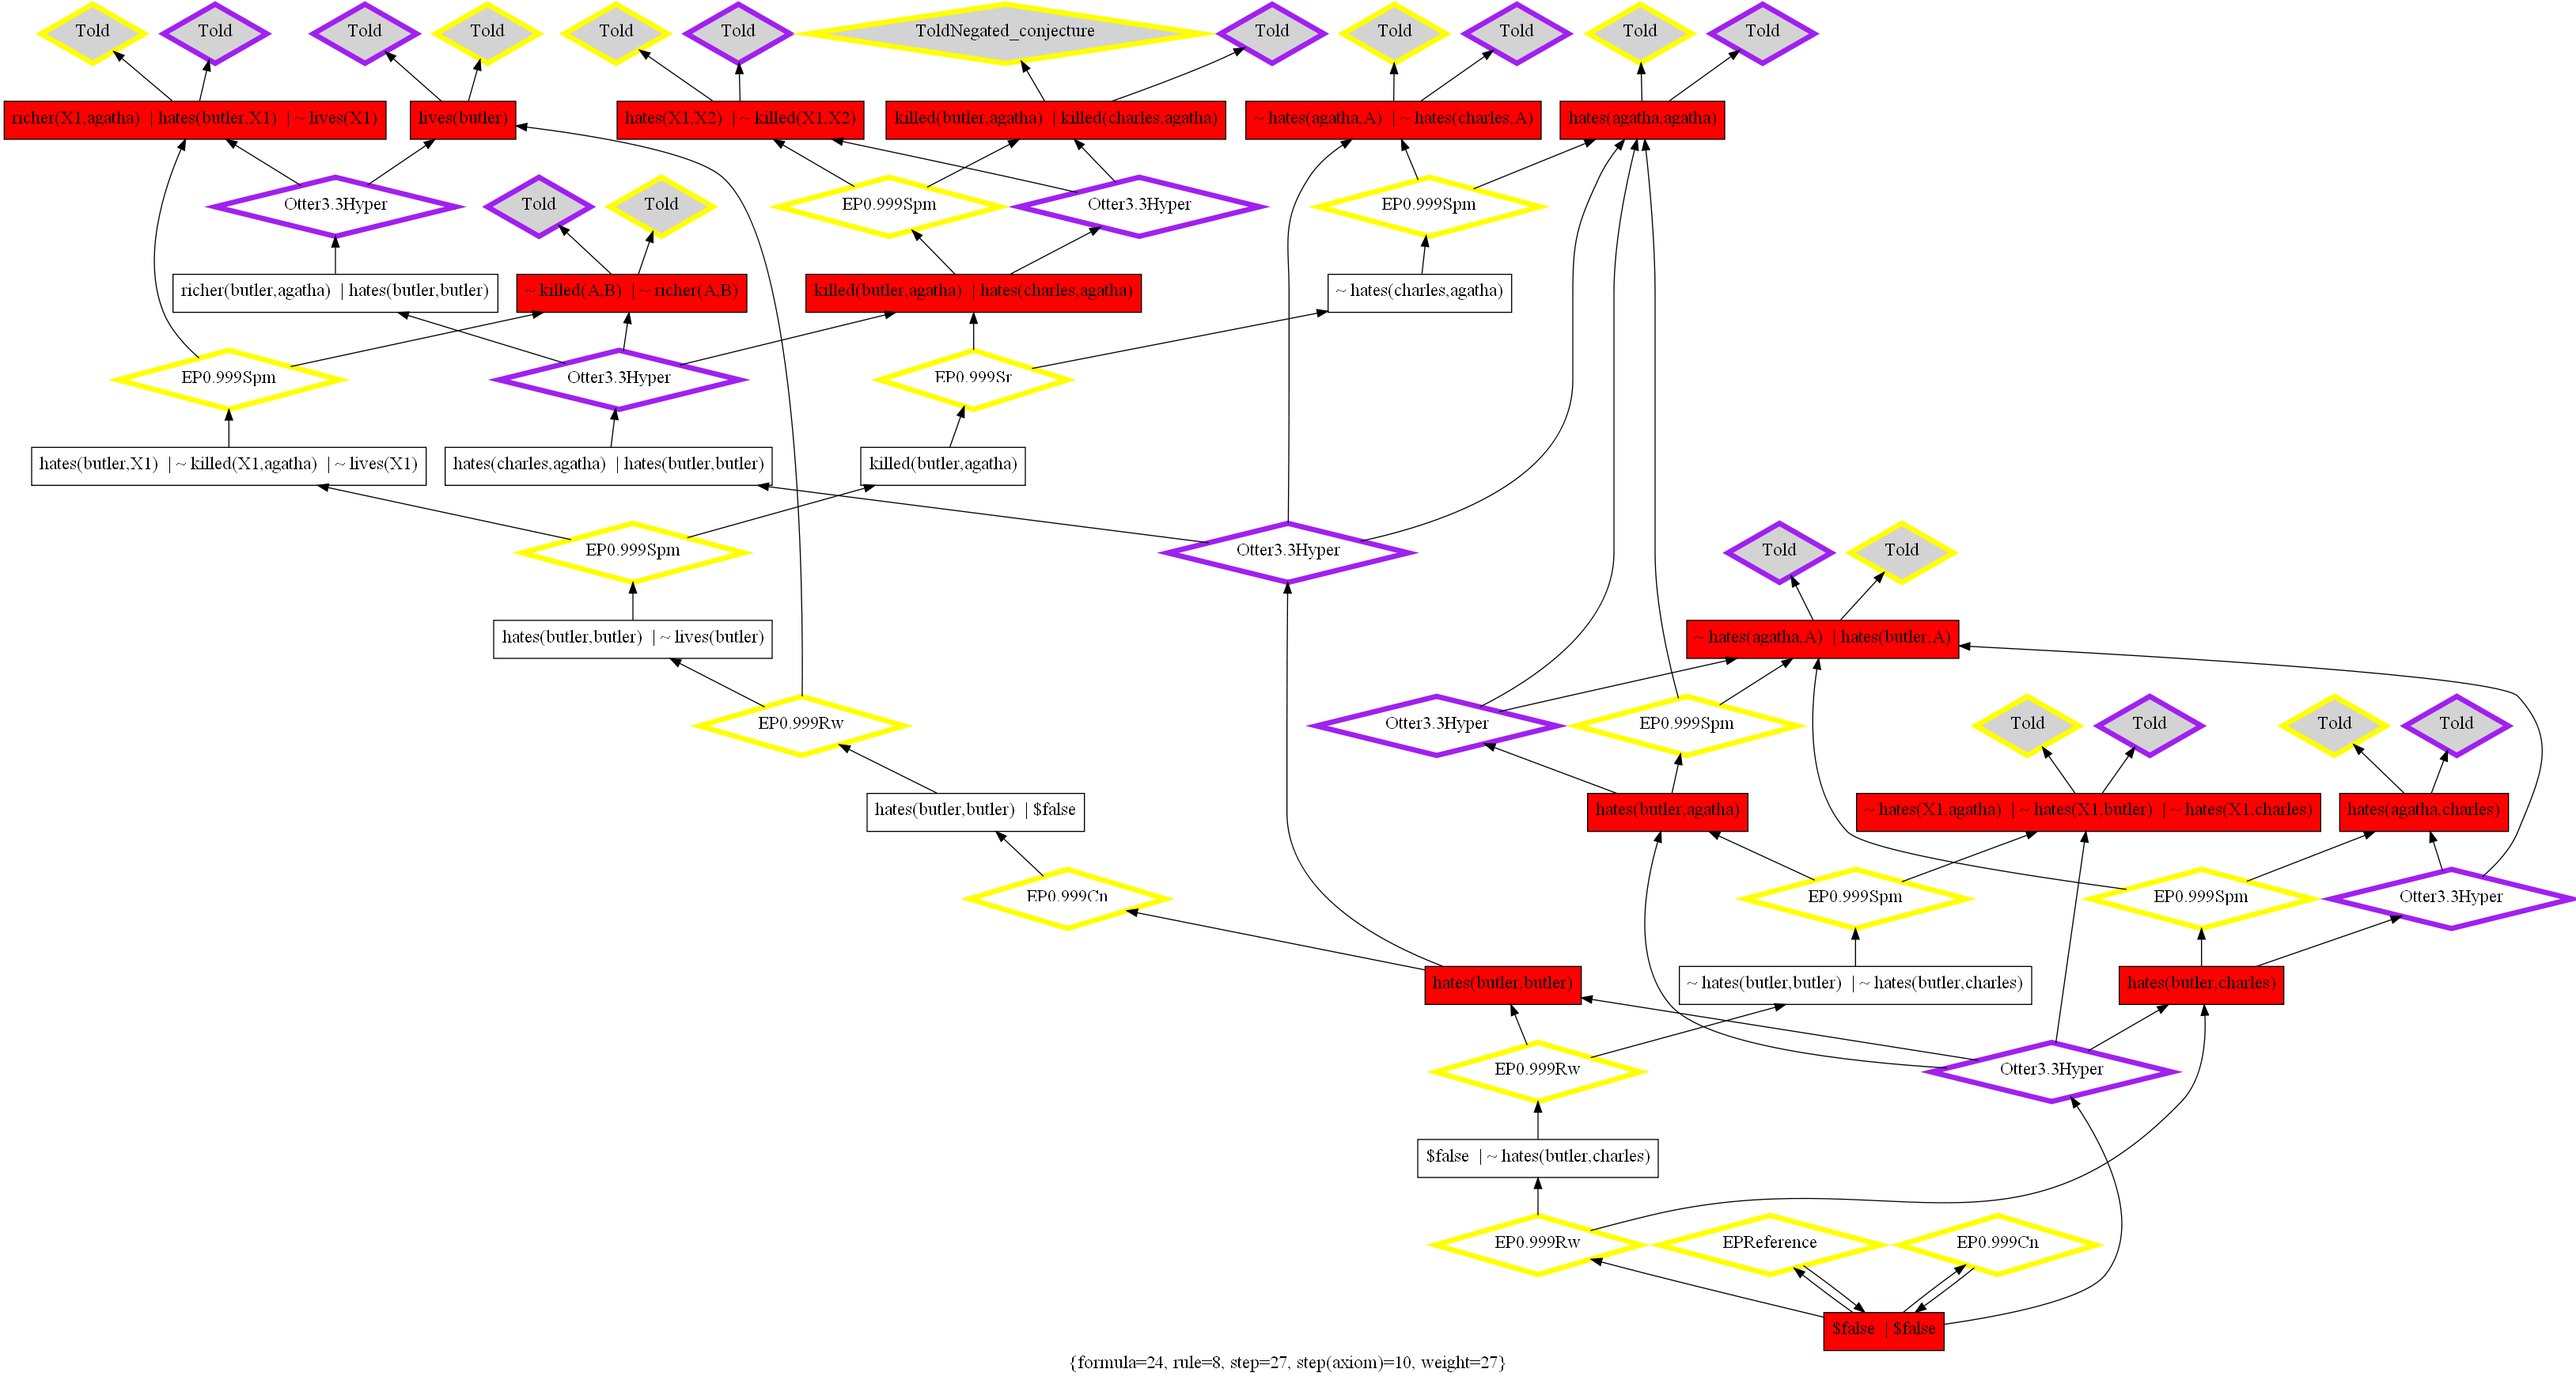 Told
Told
Told
Told
Told
Told
ToldNegated_conjecture
Told
Told
Told
Told
Told
richer(X1,agatha) | hates(butler,X1) | ~ lives(X1)
lives(butler)
hates(X1,X2) | ~ killed(X1,X2)
killed(butler,agatha) | killed(charles,agatha)
~ hates(agatha,A) | ~ hates(charles,A)
hates(agatha,agatha)
Otter3.3Hyper
Told
Told
EP0.999Spm
Otter3.3Hyper
EP0.999Spm
richer(butler,agatha) | hates(butler,butler)
~ killed(A,B) | ~ richer(A,B)
killed(butler,agatha) | hates(charles,agatha)
~ hates(charles,agatha)
EP0.999Spm
Otter3.3Hyper
EP0.999Sr
hates(butler,X1) | ~ killed(X1,agatha) | ~ lives(X1)
hates(charles,agatha) | hates(butler,butler)
killed(butler,agatha)
EP0.999Spm
Otter3.3Hyper
Told
Told
hates(butler,butler) | ~ lives(butler)
~ hates(agatha,A) | hates(butler,A)
EP0.999Rw
Otter3.3Hyper
EP0.999Spm
Told
Told
Told
Told
hates(butler,butler) | $false
hates(butler,agatha)
~ hates(X1,agatha) | ~ hates(X1,butler) | ~ hates(X1,charles)
hates(agatha,charles)
EP0.999Cn
EP0.999Spm
EP0.999Spm
Otter3.3Hyper
hates(butler,butler)
~ hates(butler,butler) | ~ hates(butler,charles)
hates(butler,charles)
EP0.999Rw
Otter3.3Hyper
$false | ~ hates(butler,charles)
EP0.999Rw
EPReference
EP0.999Cn
$false | $false
{formula=24, rule=8, step=27, step(axiom)=10, weight=27}